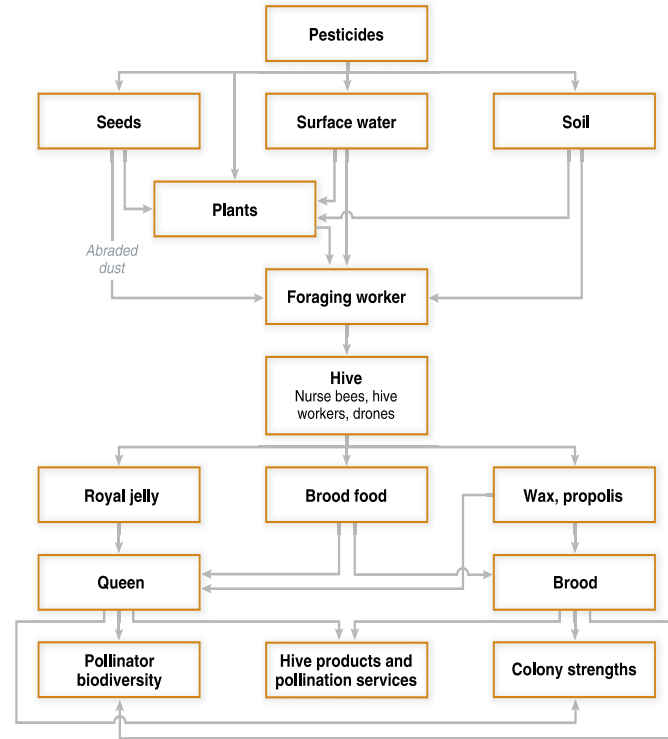 Pesticides
Seeds
Surface water
Soil
Plants
Abraded
dust
Foraging worker
Hive
Nurse bees, hive
workers, drones
Royal jelly
Brood food
Wax, propolis
Queen
Brood
Pollinator
biodiversity
Hive products and
pollination services
Colony strengths